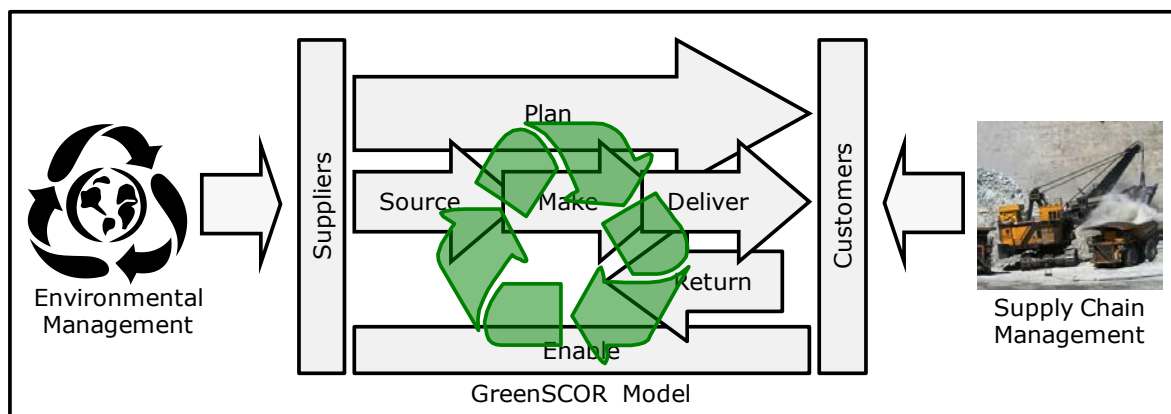 Environmental
Management
Suppliers
Plan
Source
Make
Deliver
Return
Enable
GreenSCOR Model
Customers
Supply Chain
Management